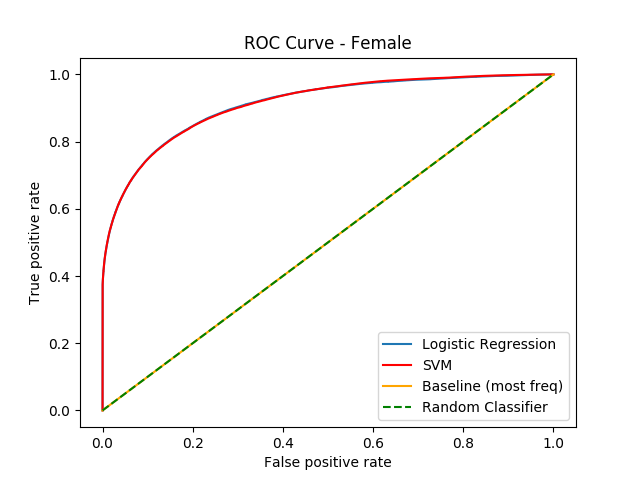 ROC Curve - Female
1.0
0.8
0.6
0.4
0.2
0.0
True positive rate
0.0 0.2 0.4 0.6 0.8 1.0
False positive rate
Logistic Regression
SVM
Baseline (most freq)
Random Classifier